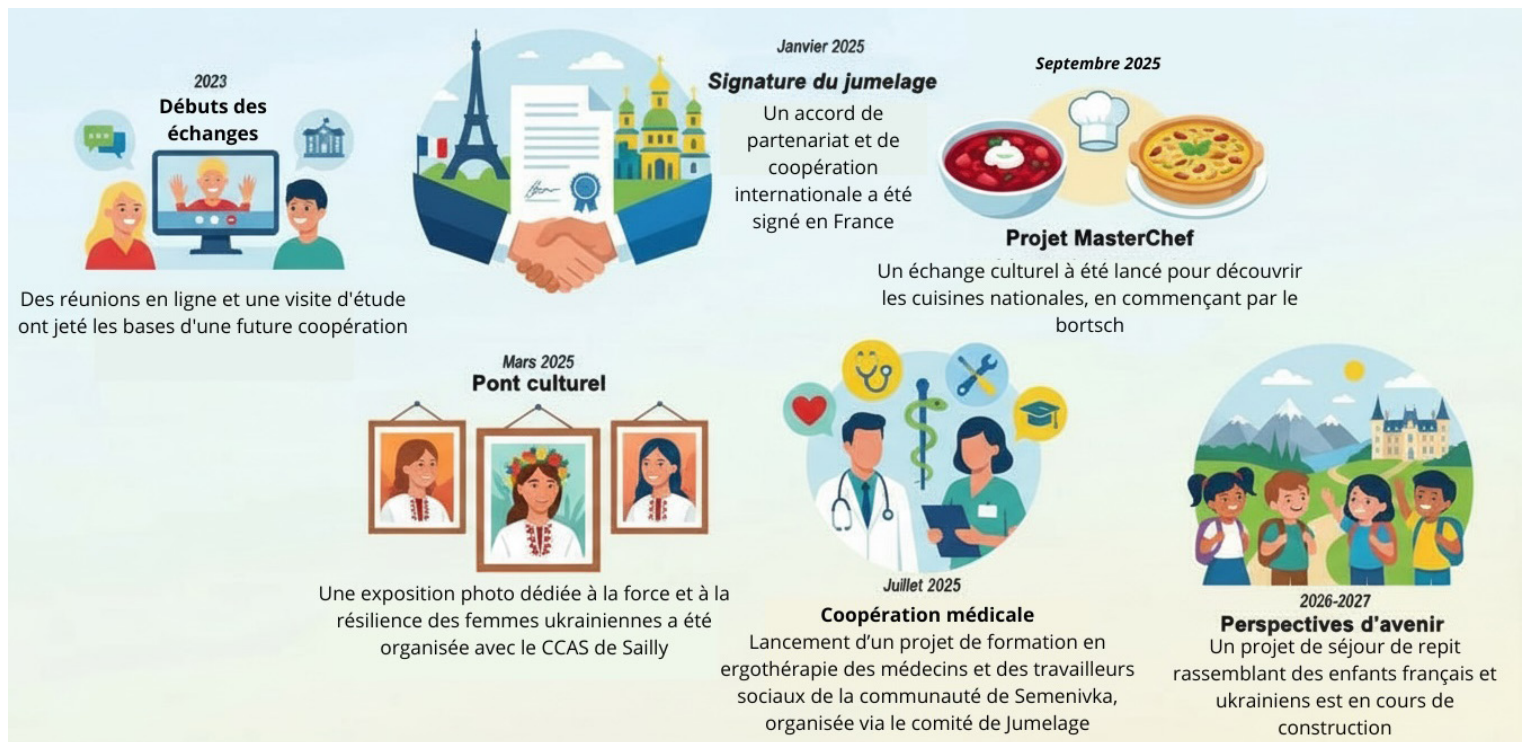 2023
Débuts des
échanges
Des réunions en ligne et une visite d'étude
ont jeté les bases d'une future coopération
Janvier 2025
Signature du jumelage
Un accord de
partenariat et de
coopération
internationale a été
signé en France
Mars 2025
Pont culturel
Une exposition photo dédiée à la force et à la
résilience des femmes ukrainiennes a été
organisée avec le CCAS de Sailly
Juillet 2025
Coopération médicale
Lancement d’un projet de formation en
ergothérapie des médecins et des travailleurs
sociaux de la communauté de Semenivka,
organisée via le comité de Jumelage
Septembre 2025
Projet MasterChef
Un échange culturel à été lancé pour découvrir
les cuisines nationales, en commençant par le
bortsch
2026-2027
Perspectives d'avenir
Un projet de séjour de repit
rassemblant des enfants français et
ukrainiens est en cours de
construction